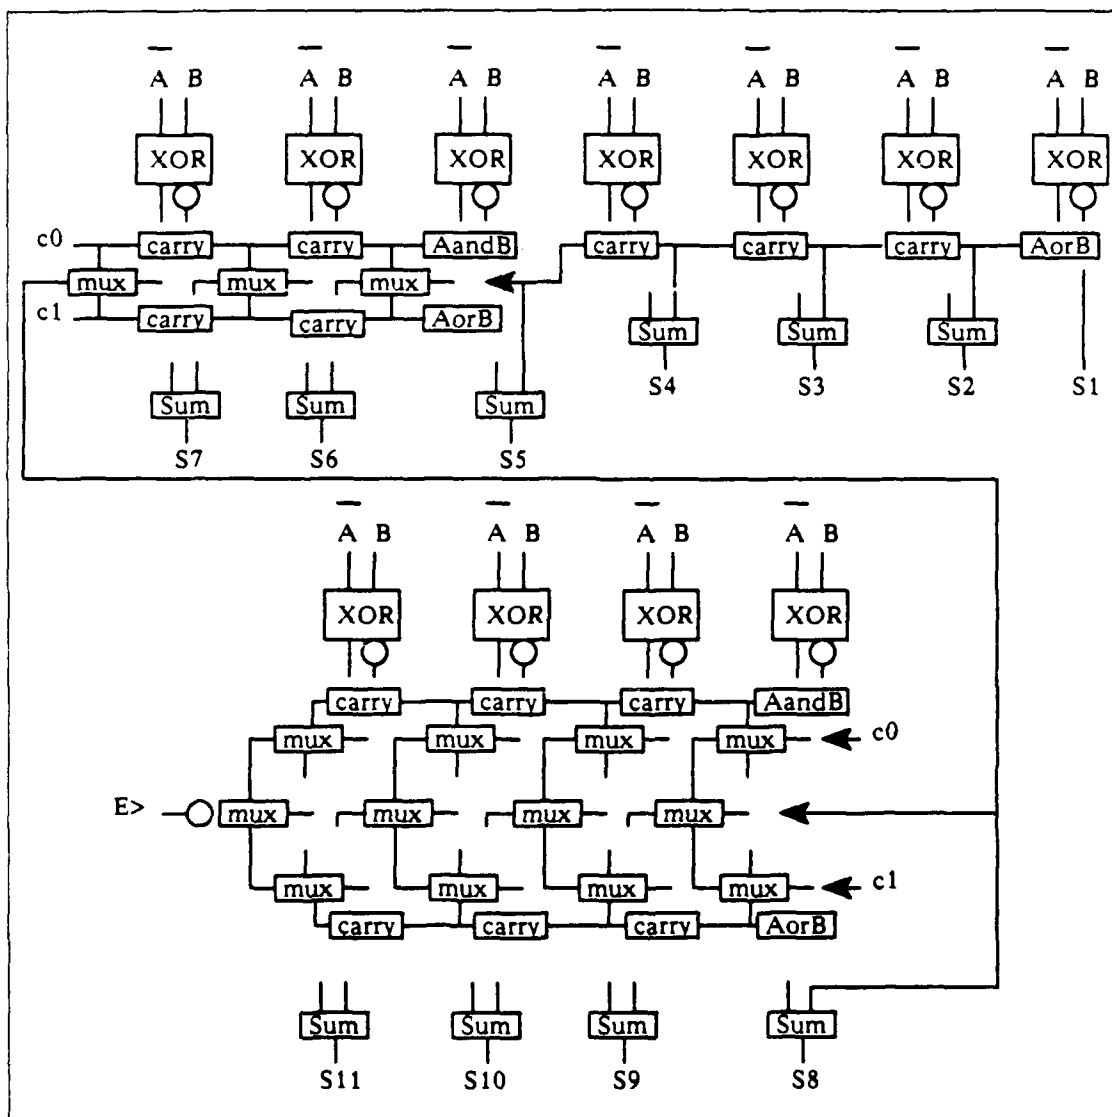 A B A B A B A B A B A B A B
XOR XOR XOR XOR XOR XOR XOR
c0 carry carry AandB carry carry carry AorB
mux mux mux
c1 carry carry AorB
Sum Sum Sum
S4 S3 S2 S1
Sum Sum Sum
S7 S6 S5
A B A B A B A B
XOR XOR XOR XOR
carry carry carry AandB
mux mux mux mux c0
E> mux mux mux mux
mux mux mux mux c1
carry carry carry AorB
Sum Sum Sum Sum
S11 S10 S9 S8